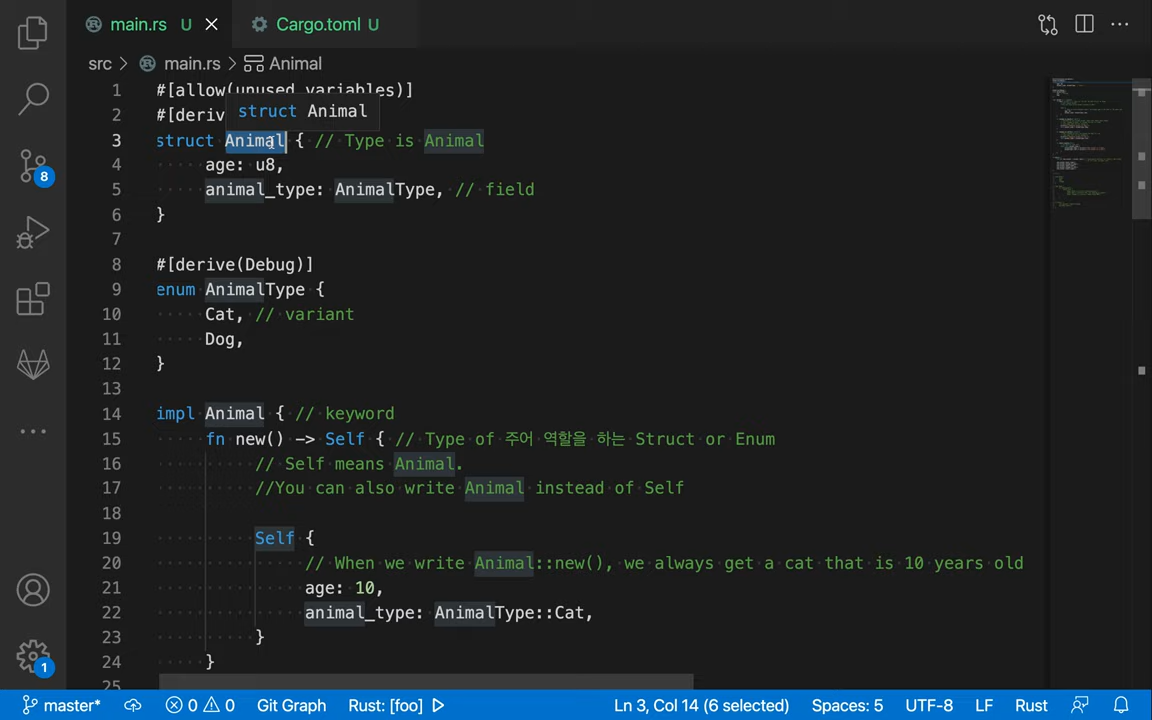 main.rs U
Cargo.toml U
src > main.rs > Animal
1 #[allow(unused_variables)]
struct Animal
2 #[deriv
3 struct Animal { // Type is Animal
4 age: u8,
5 animal_type: AnimalType, // field
6 }
7
8 #[derive(Debug)]
9 enum AnimalType {
10 Cat, // variant
11 Dog,
12 }
13
14 impl Animal { // keyword
15 fn new() -> Self { // Type of 주어 역할을 하는 Struct or Enum
16 // Self means Animal.
17 //You can also write Animal instead of Self
18
19 Self {
20 // When we write Animal::new(), we always get a cat that is 10 years old
21 age: 10,
22 animal_type: AnimalType::Cat,
23 }
24 }
25
8
1
master* 0 0 Git Graph Rust: [foo] Ln 3, Col 14 (6 selected) Spaces: 5 UTF-8 LF Rust